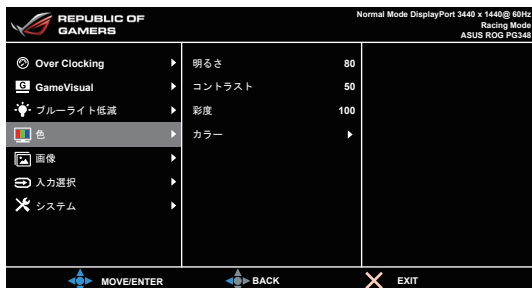 REPUBLIC OF
GAMERS
Normal Mode DisplayPort 3440 x 1440@ 60Hz
Racing Mode
ASUS ROG PG348
Over Clocking
G GameVisual
ブルーライト低減
色
画像
入力選択
システム
明るさ 80
コントラスト 50
彩度 100
カラー
MOVE/ENTER
BACK
EXIT